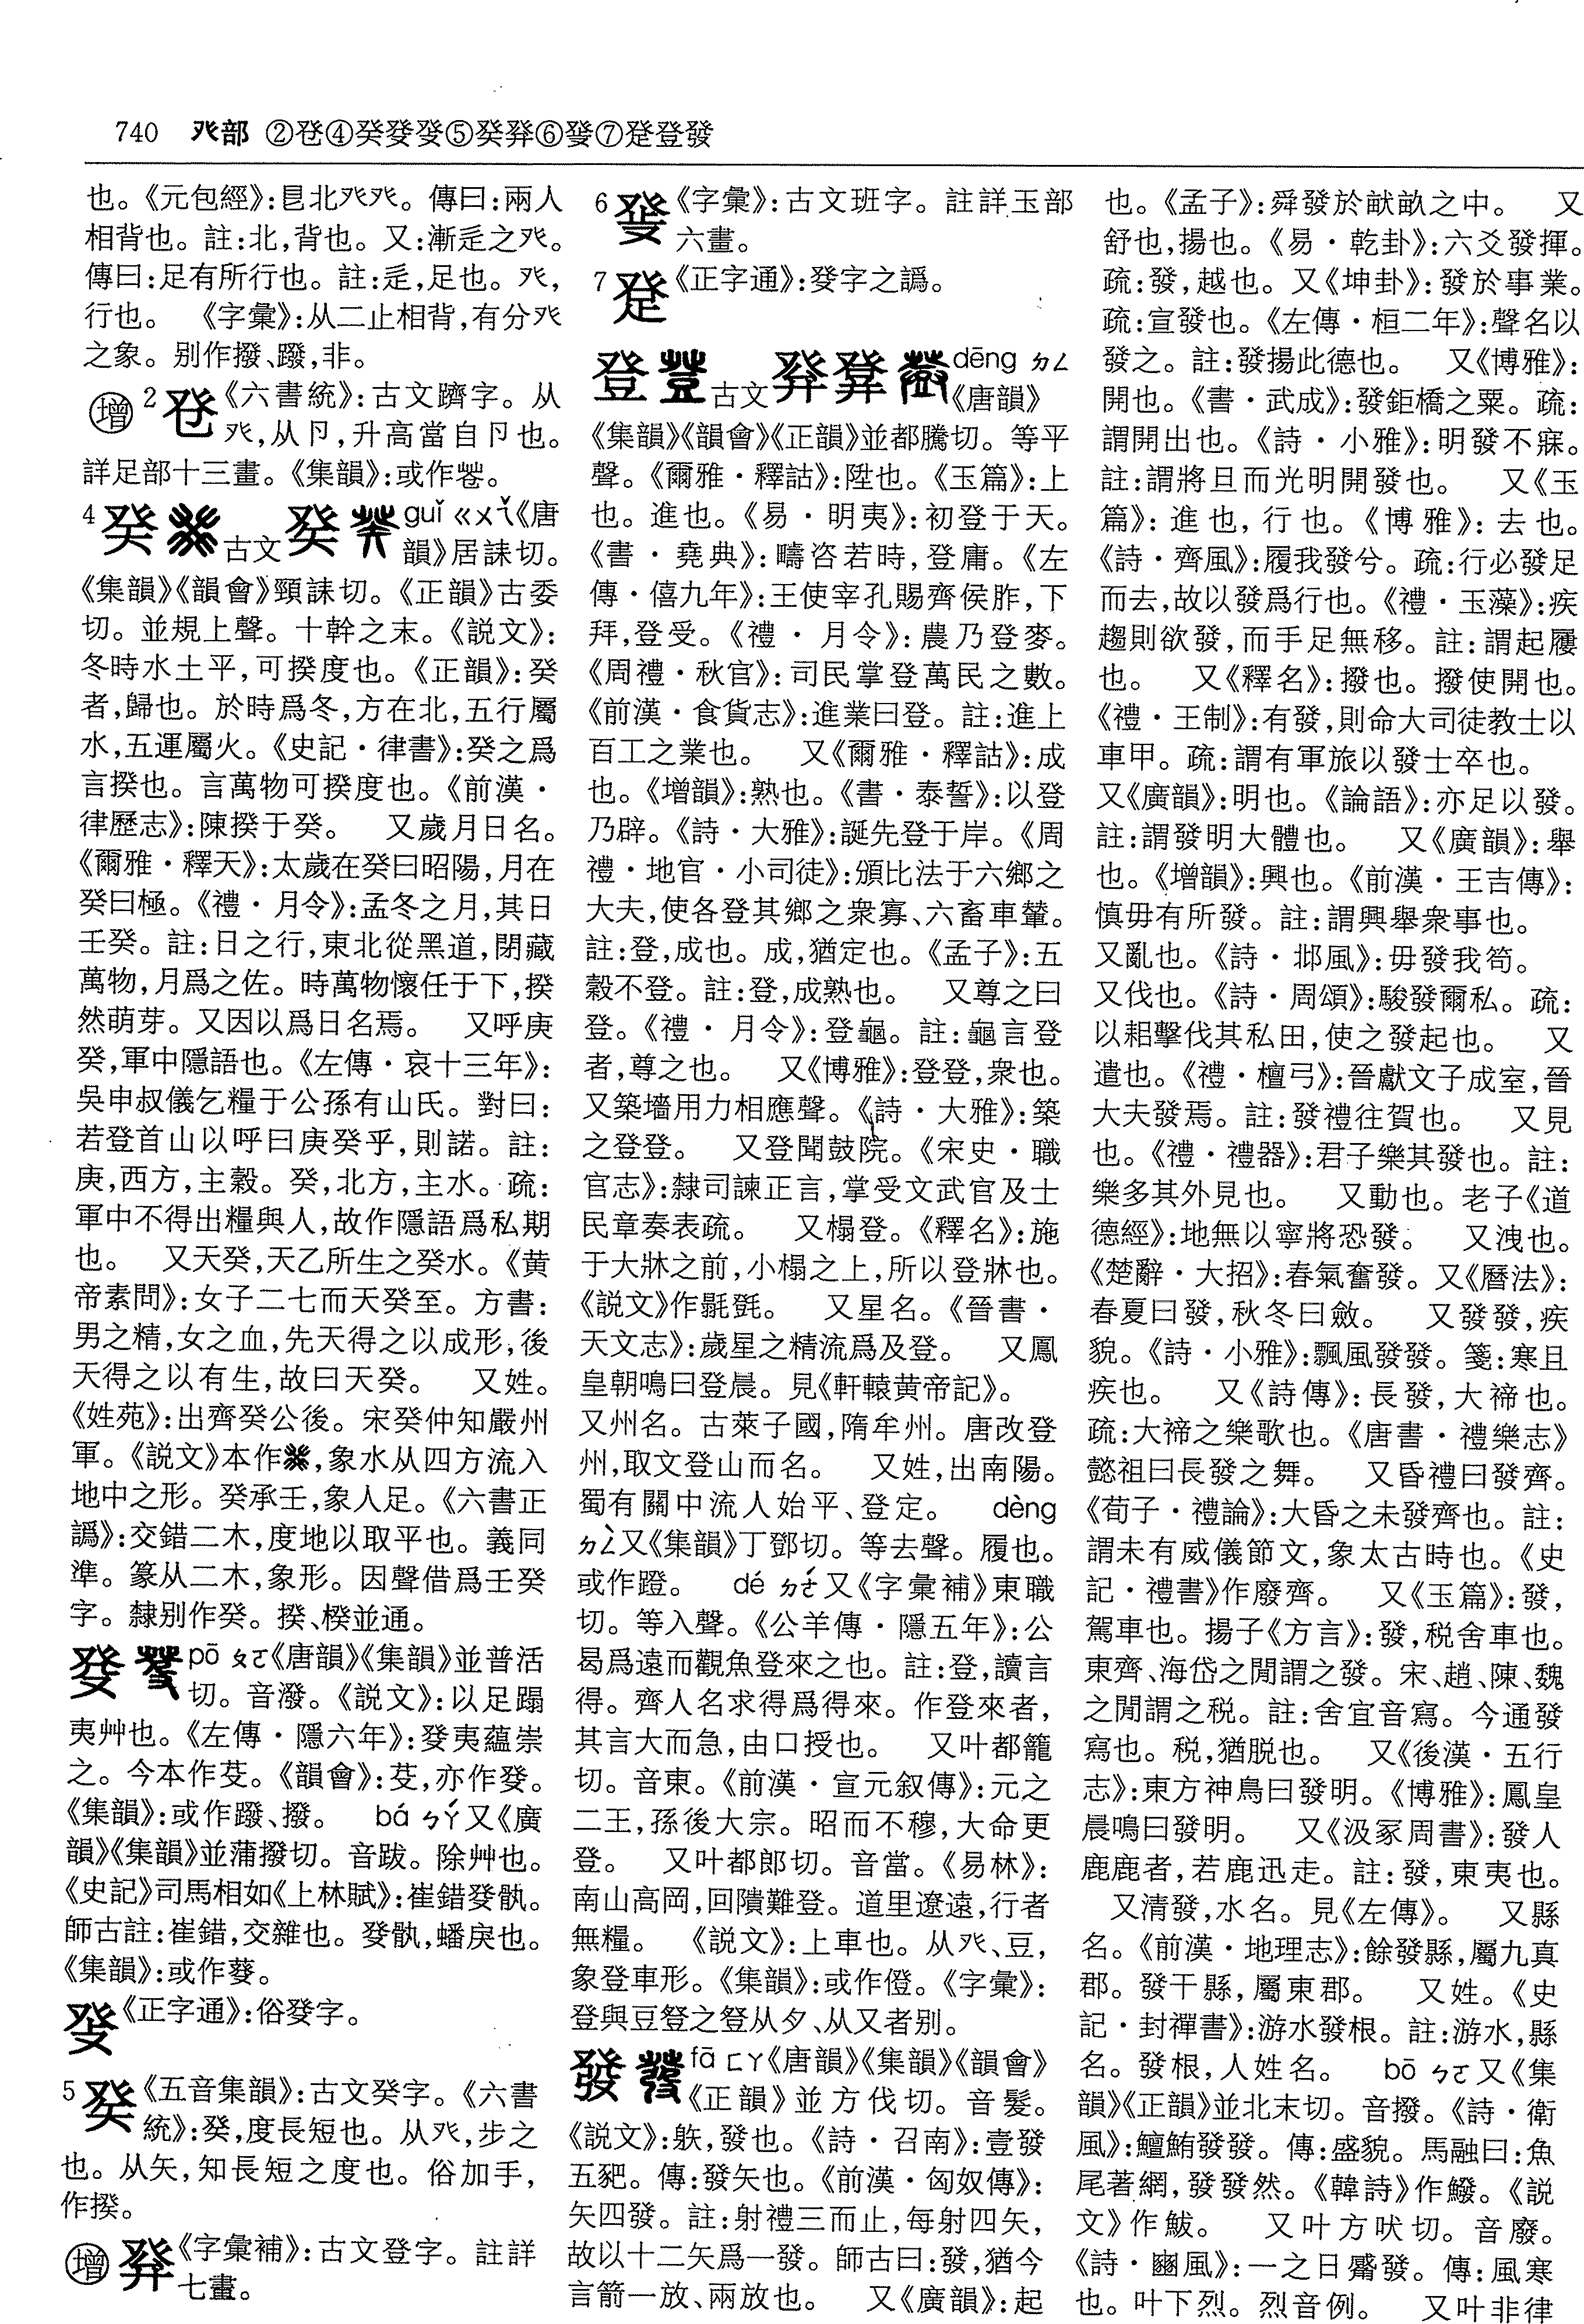 740 癶部 ②癷④癸癹䇨⑤癸䇦⑥癹⑦登登發
也。《元包經》:㫐北癶癶。傳曰:兩人
相背也。註:北,背也。又:漸辵之癶。
傳曰:足有所行也。註:辵,足也。癶,
行也。 《字彙》:从二止相背,有分癶
之象。別作撥、蹳,非。
增 2 《六書統》:古文躋字。从
癶,从卪,升高當自卪也。
詳足部十三畫。《集韻》:或作
4 癸 古文 guǐ ㄍㄨㄟˇ《唐
韻》居誄切。
《集韻》《韻會》頸誄切。《正韻》古委
切。並規上聲。十幹之末。《説文》:
冬時水土平,可揆度也。《正韻》:癸
者,歸也。於時爲冬,方在北,五行屬
水,五運屬火。《史記·律書》:癸之爲
言揆也。言萬物可揆度也。《前漢·
律歷志》:陳揆于癸。 又歲月日名。
《爾雅·釋天》:太歲在癸曰昭陽,月在
癸曰極。《禮·月令》:孟冬之月,其日
壬癸。註:日之行,東北從黑道,閉藏
萬物,月爲之佐。時萬物懷任于下,揆
然萌芽。又因以爲日名焉。 又呼庚
癸,軍中隱語也。《左傳·哀十三年》:
吳申叔儀乞糧于公孫有山氏。對曰:
若登首山以呼曰庚癸乎,則諾。註:
庚,西方,主穀。癸,北方,主水。疏:
軍中不得出糧與人,故作隱語爲私期
也。 又天癸,天乙所生之癸水。《黄
帝素問》:女子二七而天癸至。方書:
男之精,女之血,先天得之以成形,後
天得之以有生,故曰天癸。 又姓。
《姓苑》:出齊癸公後。宋癸仲知嚴州
軍。《説文》本作,象水从四方流入
地中之形。癸承壬,象人足。《六書正
譌》:交錯二木,度地以取平也。義同
準。篆从二木,象形。因聲借爲壬癸
字。隸別作癸。揆、楑並通。
癹 pō ㄆㄛ《唐韻》《集韻》並普活
切。音潑。《説文》:以足蹋
夷艸也。《左傳·隱六年》:癹夷蘊崇
之。今本作芟。《韻會》:芟,亦作癹。
《集韻》:或作蹳、撥。 bá ㄅㄚˊ又《廣
韻》《集韻》並蒲撥切。音跋。除艸也。
《史記》司馬相如《上林賦》:崔錯癹骫。
師古註:崔錯,交雜也。癹骫,蟠戾也。
《集韻》:或作蕟。
《正字通》:俗癹字。
5 《五音集韻》:古文癸字。《六書
統》:癸,度長短也。从癶,步之
也。从矢,知長短之度也。俗加手,
作揆。
增 《字彙補》:古文登字。註詳
七畫。
6 《字彙》:古文班字。註詳玉部
六畫。
7 《正字通》:癹字之譌。
登 古文 dēng ㄉㄥ
《唐韻》
《集韻》《韻會》《正韻》並都騰切。等平
聲。《爾雅·釋詁》:陞也。《玉篇》:上
也。進也。《易·明夷》:初登于天。
《書·堯典》:疇咨若時,登庸。《左
傳·僖九年》:王使宰孔賜齊侯胙,下
拜,登受。《禮·月令》:農乃登麥。
《周禮·秋官》:司民掌登萬民之數。
《前漢·食貨志》:進業曰登。註:進上
百工之業也。 又《爾雅·釋詁》:成
也。《增韻》:熟也。《書·泰誓》:以登
乃辟。《詩·大雅》:誕先登于岸。《周
禮·地官·小司徒》:頒比法于六鄉之
大夫,使各登其鄉之衆寡、六畜車輦。
註:登,成也。成,猶定也。《孟子》:五
穀不登。註:登,成熟也。 又尊之曰
登。《禮·月令》:登龜。註:龜言登
者,尊之也。 又《博雅》:登登,衆也。
又築墻用力相應聲。《詩·大雅》:築
之登登。 又登聞鼓院。《宋史·職
官志》:隸司諫正言,掌受文武官及士
民章奏表疏。 又榻登。《釋名》:施
于大牀之前,小榻之上,所以登牀也。
《説文》作㲪㲪。 又星名。《晉書·
天文志》:歲星之精流爲及登。 又鳳
皇朝鳴曰登晨。見《軒轅黄帝記》。
又州名。古萊子國,隋牟州。唐改登
州,取文登山而名。 又姓,出南陽。
蜀有關中流人始平、登定。 dèng
ㄉㄥˋ又《集韻》丁鄧切。等去聲。履也。
或作蹬。 dé ㄉㄜˊ又《字彙補》東職
切。等入聲。《公羊傳·隱五年》:公
曷爲遠而觀魚登來之也。註:登,讀言
得。齊人名求得爲得來。作登來者,
其言大而急,由口授也。 又叶都籠
切。音東。《前漢·宣元叙傳》:元之
二王,孫後大宗。昭而不穆,大命更
登。 又叶都郎切。音當。《易林》:
南山高岡,回隤難登。道里遼遠,行者
無糧。 《説文》:上車也。从癶、豆,
象登車形。《集韻》:或作僜。《字彙》:
登與豆豋之豋从夕、从又者別。
發 fā ㄈㄚ《唐韻》《集韻》《韻會》
《正韻》並方伐切。音髮。
《説文》:䠶,發也。《詩·召南》:壹發
五豝。傳:發矢也。《前漢·匈奴傳》:
矢四發。註:射禮三而止,每射四矢,
故以十二矢爲一發。師古曰:發,猶今
言箭一放、兩放也。 又《廣韻》:起
也。《孟子》:舜發於畎畝之中。 又
舒也,揚也。《易·乾卦》:六爻發揮。
疏:發,越也。又《坤卦》:發於事業。
疏:宣發也。《左傳·桓二年》:聲名以
發之。註:發揚此德也。 又《博雅》:
開也。《書·武成》:發鉅橋之粟。疏:
謂開出也。《詩·小雅》:明發不寐。
註:謂將旦而光明開發也。 又《玉
篇》:進也,行也。《博雅》:去也。
《詩·齊風》:履我發兮。疏:行必發足
而去,故以發爲行也。《禮·玉藻》:疾
趨則欲發,而手足無移。註:謂起屨
也。 又《釋名》:撥也。撥使開也。
《禮·王制》:有發,則命大司徒教士以
車甲。疏:謂有軍旅以發士卒也。
又《廣韻》:明也。《論語》:亦足以發。
註:謂發明大體也。 又《廣韻》:舉
也。《增韻》:興也。《前漢·王吉傳》:
慎毋有所發。註:謂興舉衆事也。
又亂也。《詩·邶風》:毋發我笱。
又伐也。《詩·周頌》:駿發爾私。疏:
以耜擊伐其私田,使之發起也。 又
遣也。《禮·檀弓》:晉獻文子成室,晉
大夫發焉。註:發禮往賀也。 又見
也。《禮·禮器》:君子樂其發也。註:
樂多其外見也。 又動也。老子《道
德經》:地無以寧將恐發。 又洩也。
《楚辭·大招》:春氣奮發。又《曆法》:
春夏曰發,秋冬曰斂。 又發發,疾
貌。《詩·小雅》:飄風發發。箋:寒且
疾也。 又《詩傳》:長發,大禘也。
疏:大禘之樂歌也。《唐書·禮樂志》
懿祖曰長發之舞。 又昏禮曰發齊。
《荀子·禮論》:大昏之未發齊也。註:
謂未有威儀節文,象太古時也。《史
記·禮書》作廢齊。 又《玉篇》:發,
駕車也。揚子《方言》:發,税舍車也。
東齊、海岱之閒謂之發。宋、趙、陳、魏
之閒謂之税。註:舍宜音寫。今通發
寫也。税,猶脱也。 又《後漢·五行
志》:東方神鳥曰發明。《博雅》:鳳皇
晨鳴曰發明。 又《汲冢周書》:發人
鹿鹿者,若鹿迅走。註:發,東夷也。
又清發,水名。見《左傳》。 又縣
名。《前漢·地理志》:餘發縣,屬九真
郡。發干縣,屬東郡。 又姓。《史
記·封禪書》:游水發根。註:游水,縣
名。發根,人姓名。 bō ㄅㄛ又《集
韻》《正韻》並北末切。音撥。《詩·衛
風》:鱣鮪發發。傳:盛貌。馬融曰:魚
尾著網,發發然。《韓詩》作鱍。《説
文》作鮁。 又叶方吠切。音廢。
《詩·豳風》:一之日觱發。傳:風寒
也。叶下烈。烈音例。 又叶非律